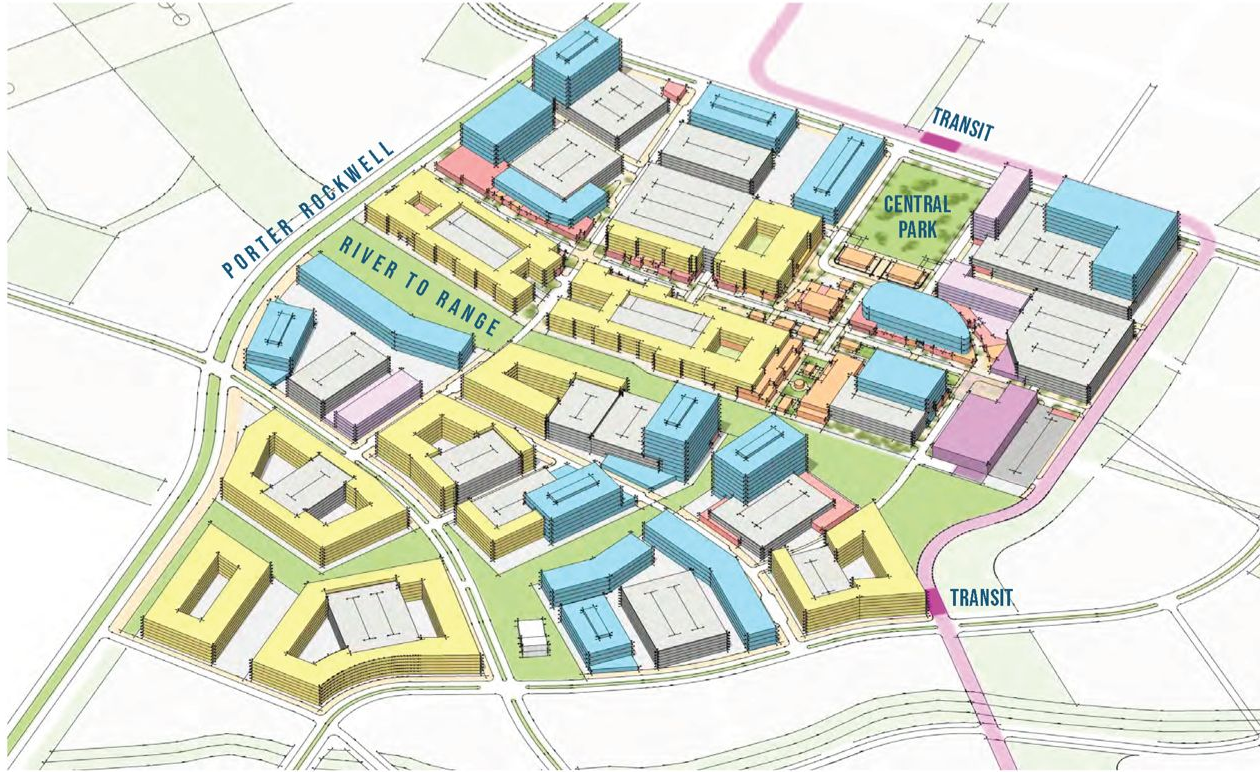 TRANSIT
PORTER ROCKWELL
CENTRAL
PARK
RIVER TO RANGE
TRANSIT